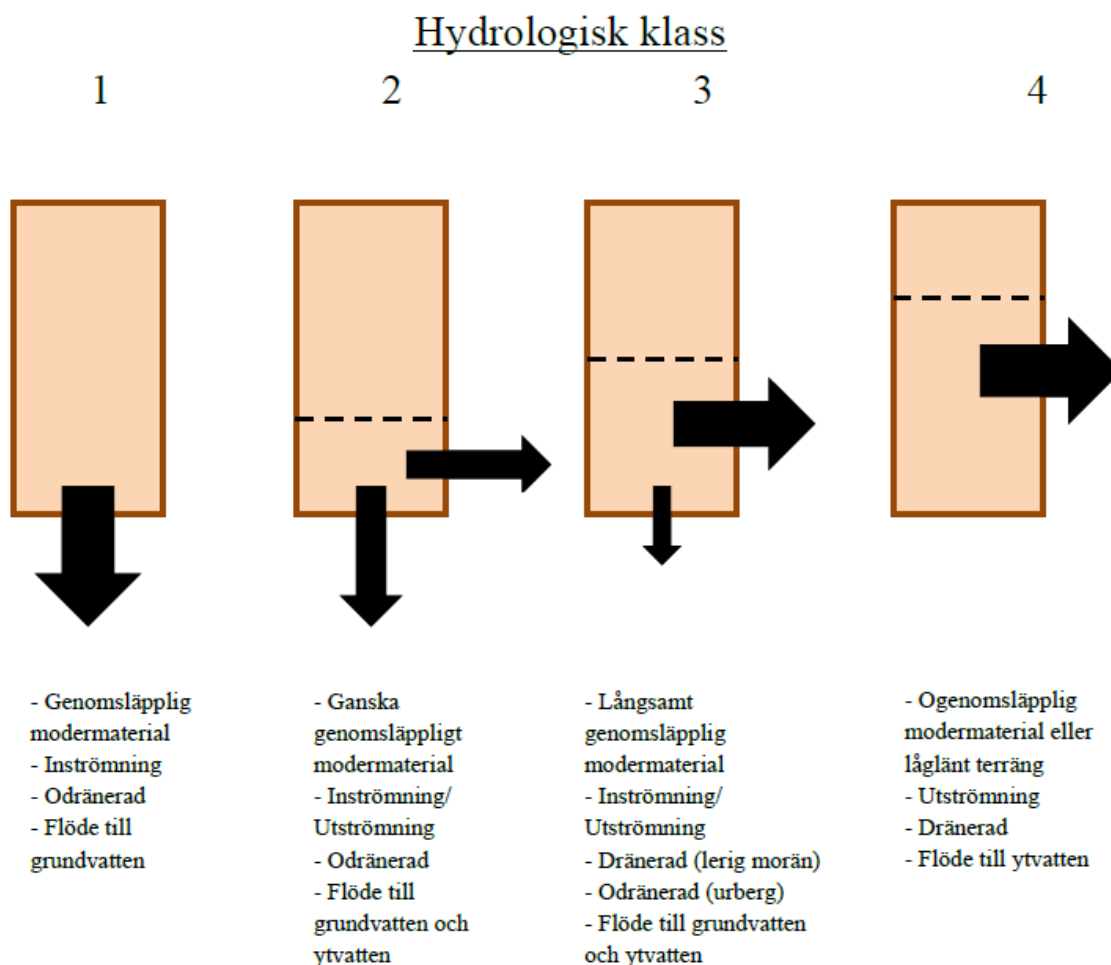 Hydrologisk klass
1
2
3
4
- Genomsläpplig
modermaterial
- Inströmning
- Odränerad
- Flöde till
grundvatten
- Ganska
genomsläppligt
modermaterial
- Inströmning/
Utströmning
- Odränerad
- Flöde till
grundvatten och
ytvatten
- Långsamt
genomsläpplig
modermaterial
- Inströmning/
Utströmning
- Dränerad (lerig morän)
- Odränerad (urberg)
- Flöde till grundvatten
och ytvatten
- Ogenomsläpplig
modermaterial eller
låglänt terräng
- Utströmning
- Dränerad
- Flöde till ytvatten